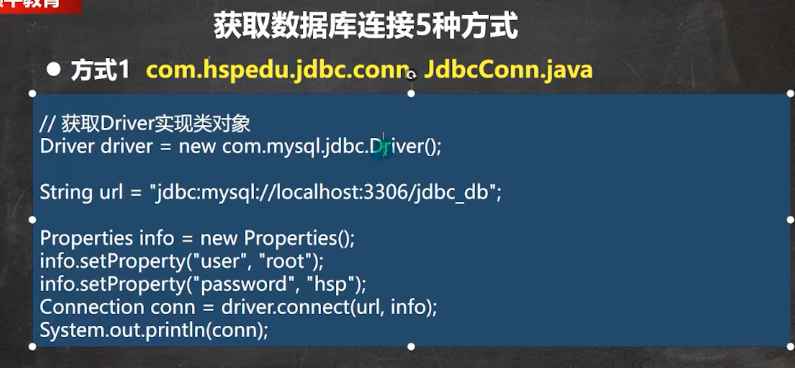 教育
获取数据库连接5种方式
● 方式1 com.hspedu.jdbc.conn JdbcConn.java
// 获取Driver实现类对象
Driver driver = new com.mysql.jdbc.Driver();
String url = "jdbc:mysql://localhost:3306/jdbc_db";
Properties info = new Properties();
info.setProperty("user", "root");
info.setProperty("password", "hsp");
Connection conn = driver.connect(url, info);
System.out.println(conn);